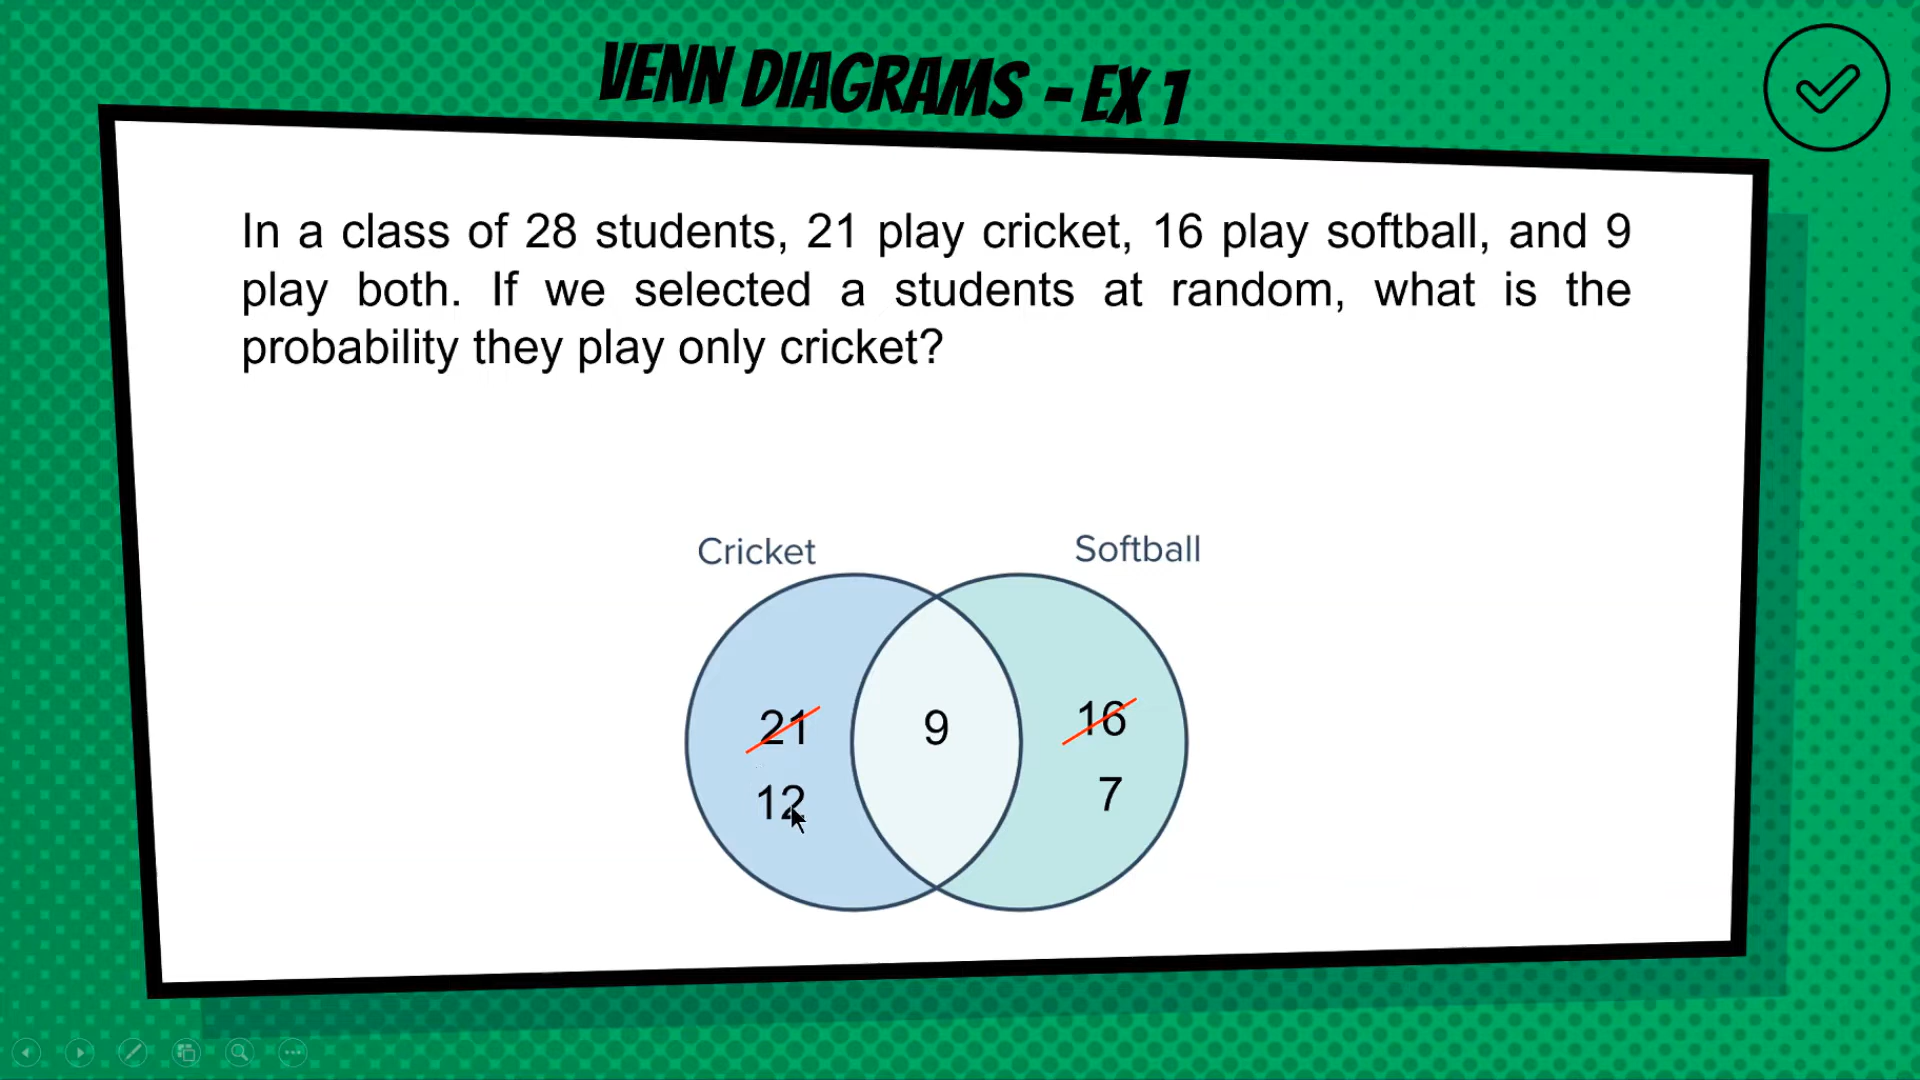 VENN DIAGRAMS - EX 1
In a class of 28 students, 21 play cricket, 16 play softball, and 9
play both. If we selected a students at random, what is the
probability they play only cricket?
Cricket
Softball
21
9
16
12
7